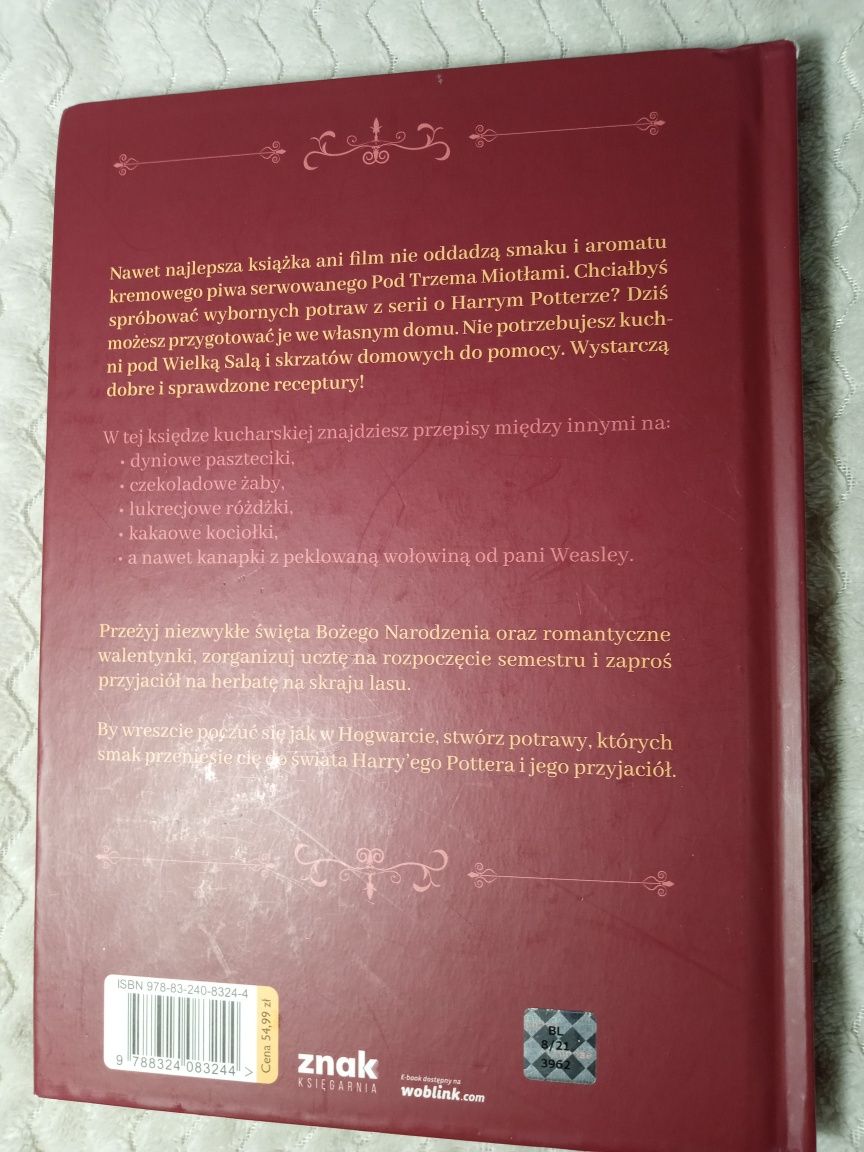 Nawet najlepsza książka ani film nie oddadzą smaku i aromatu
kremowego piwa serwowanego Pod Trzema Miotłami. Chciałbyś
spróbować wybornych potraw z serii o Harrym Potterze? Dziś
możesz przygotować je we własnym domu. Nie potrzebujesz kuch-
ni pod Wielką Salą i skrzatów domowych do pomocy. Wystarczą
dobre i sprawdzone receptury!
W tej księdze kucharskiej znajdziesz przepisy między innymi na:
• dyniowe paszteciki,
• czekoladowe żaby,
• lukrecjowe różdżki,
• kakaowe kociołki,
• a nawet kanapki z peklowaną wołowiną od pani Weasley.
Przeżyj niezwykłe święta Bożego Narodzenia oraz romantyczne
walentynki, zorganizuj ucztę na rozpoczęcie semestru i zaproś
przyjaciół na herbatę na skraju lasu.
By wreszcie poczuć się jak w Hogwarcie, stwórz potrawy, których
smak przeniesie cię do świata Harry'ego Pottera i jego przyjaciół.
ISBN 978-83-240-8324-4
9 788324 083244 >
Cena 54,99 zł
znak
KSIĘGARNIA
E-book dostępny na
woblink.com
BL
8/21
3962